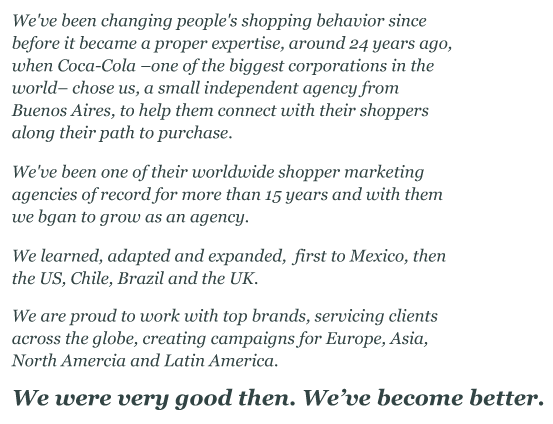 We've been changing people's shopping behavior since
before it became a proper expertise, around 24 years ago,
when Coca-Cola –one of the biggest corporations in the
world– chose us, a small independent agency from
Buenos Aires, to help them connect with their shoppers
along their path to purchase.
We've been one of their worldwide shopper marketing
agencies of record for more than 15 years and with them
we bgan to grow as an agency.
We learned, adapted and expanded,  first to Mexico, then
the US, Chile, Brazil and the UK.
We are proud to work with top brands, servicing clients
across the globe, creating campaigns for Europe, Asia,
North Amercia and Latin America.
We were very good then. We’ve become better.